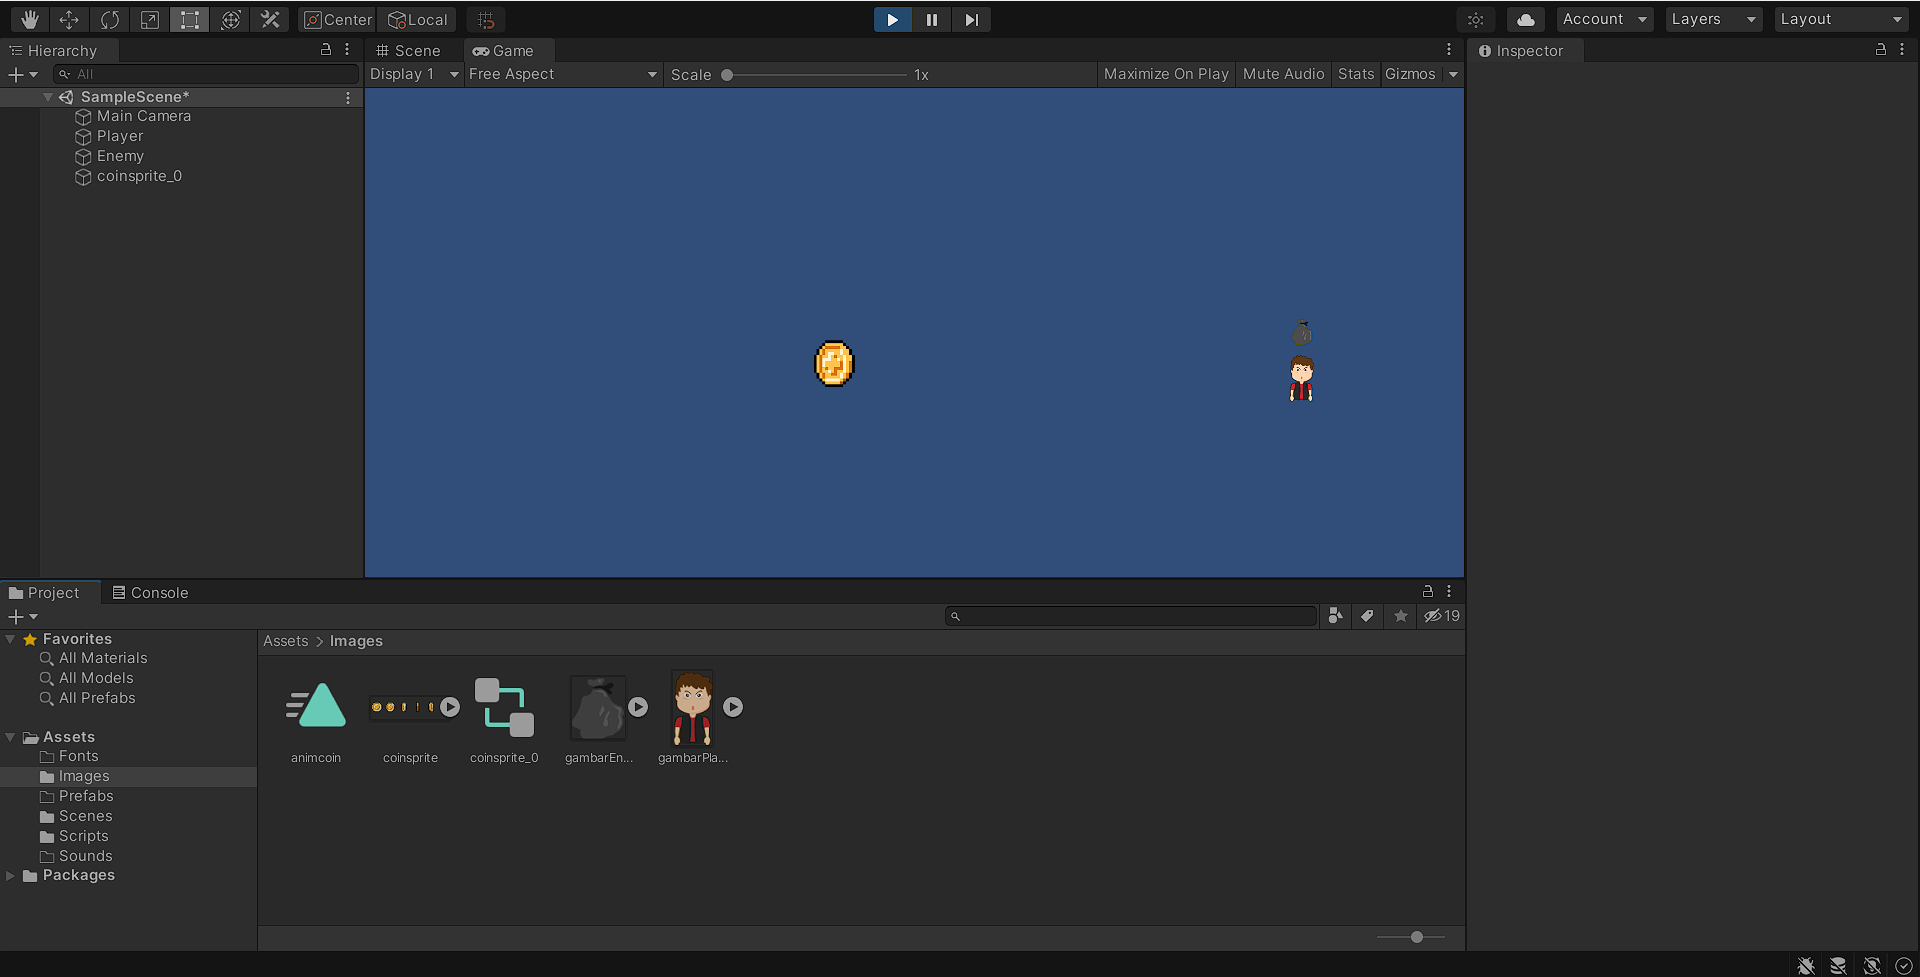 Center Local Account Layers Layout
Hierarchy
All
SampleScene*
Main Camera
Player
Enemy
coinsprite_0
Scene Game
Display 1 Free Aspect Scale 1x Maximize On Play Mute Audio Stats Gizmos
Inspector
Project Console
19
Favorites
All Materials
All Models
All Prefabs
Assets
Fonts
Images
Prefabs
Scenes
Scripts
Sounds
Packages
Assets > Images
animcoin coinsprite coinsprite_0 gambarEn... gambarPla...